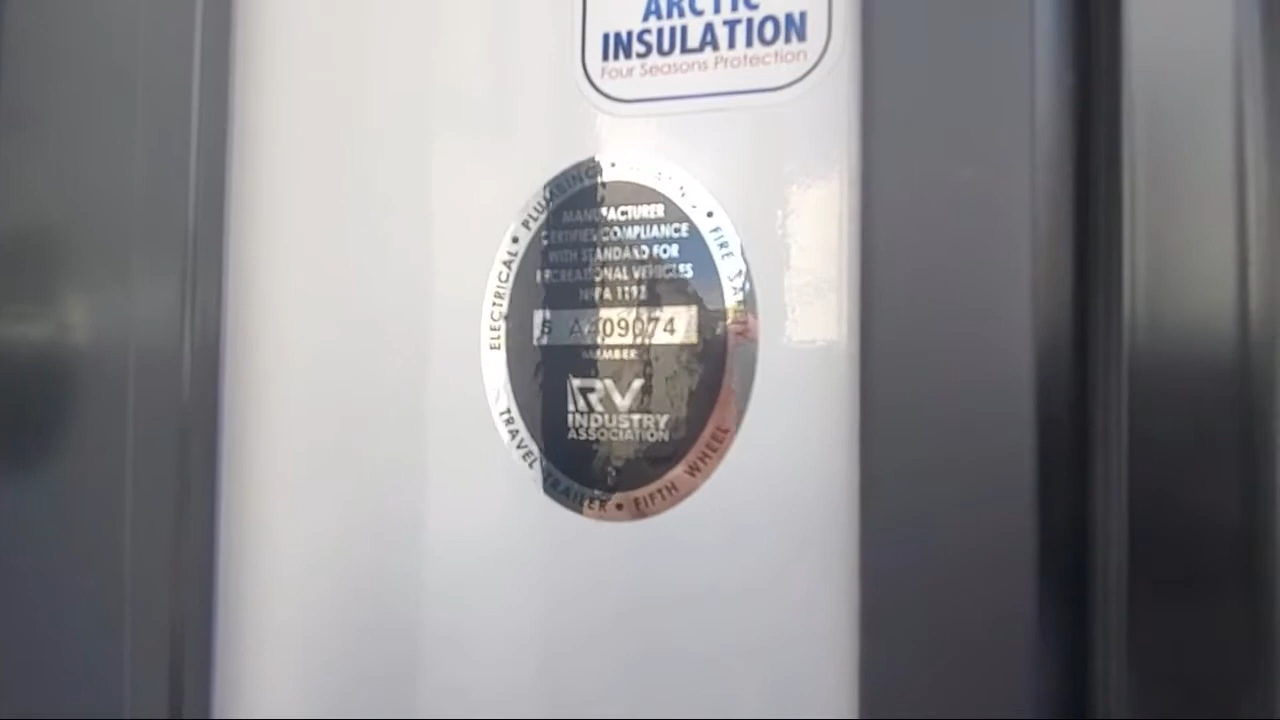 ARCTIC
INSULATION
Four Seasons Protection
ELECTRICAL • PLUMBING • • FIRE SAFETY
MANUFACTURER
CERTIFIES COMPLIANCE
WITH STANDARD FOR
RECREATIONAL VEHICLES
NFPA 1192
MEMBER
RV
INDUSTRY
ASSOCIATION
TRAVEL TRAILER • FIFTH WHEEL